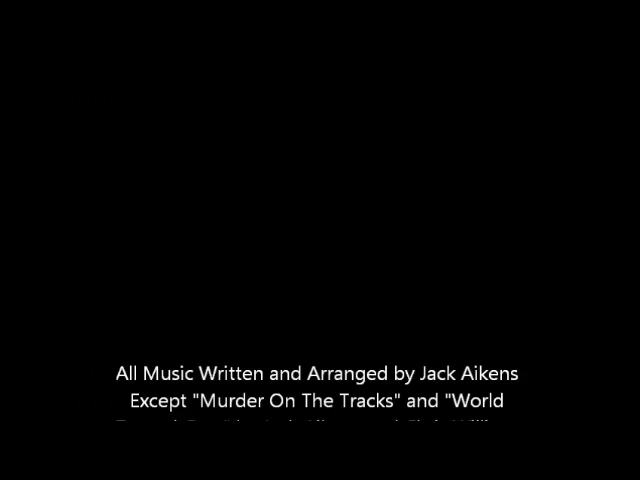 All Music Written and Arranged by Jack Aikens
Except "Murder On The Tracks" and "World